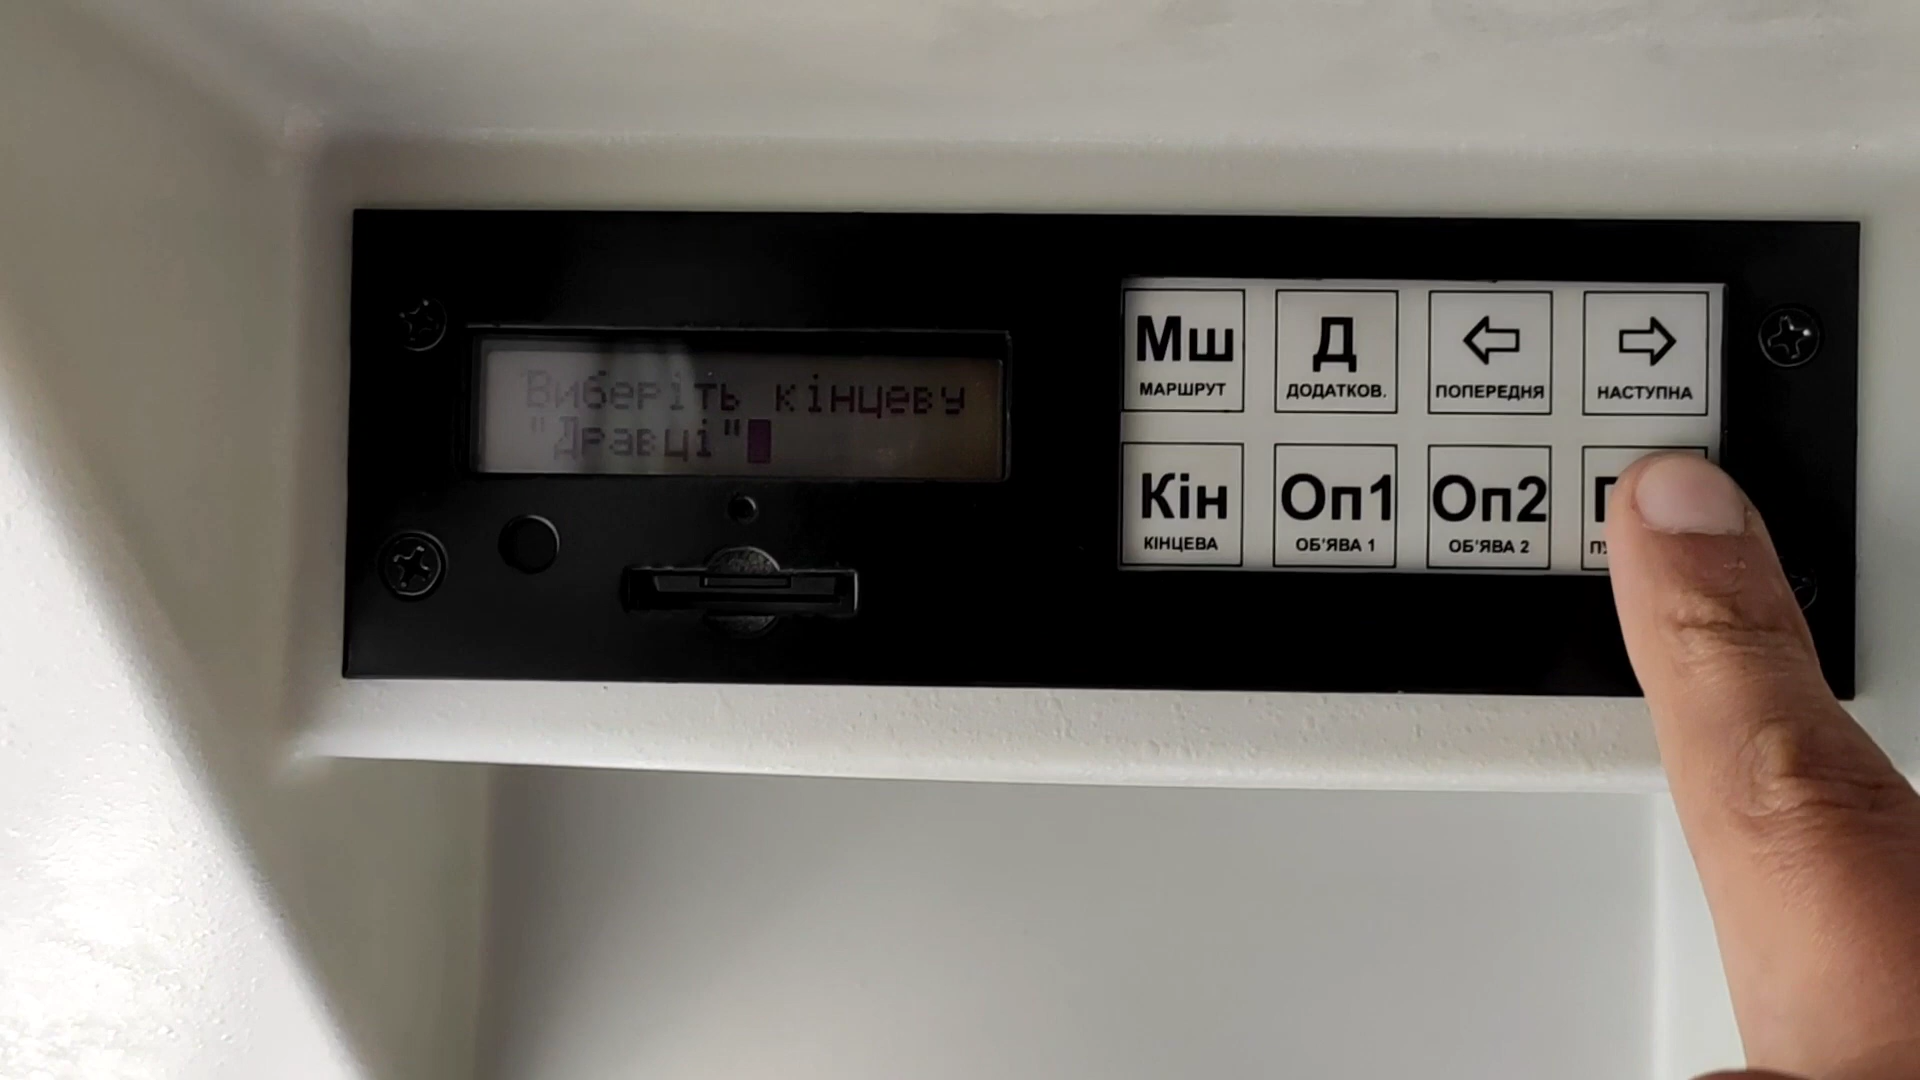 Виберіть кінцеву
"Дравці"
Мш
МАРШРУТ
Д
ДОДАТКОВ.
ПОПЕРЕДНЯ
НАСТУПНА
Кін
КІНЦЕВА
Оп1
ОБ'ЯВА 1
Оп2
ОБ'ЯВА 2